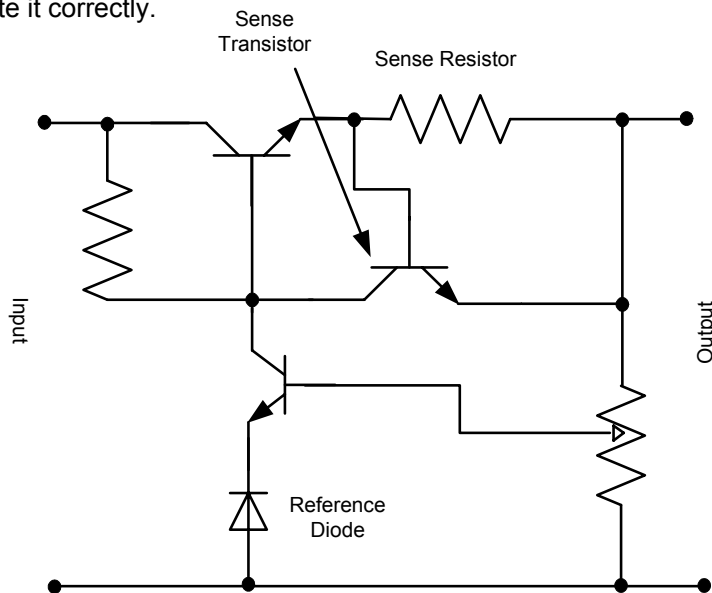 te it correctly.
Sense
Transistor
Sense Resistor
Input
Output
Reference
Diode